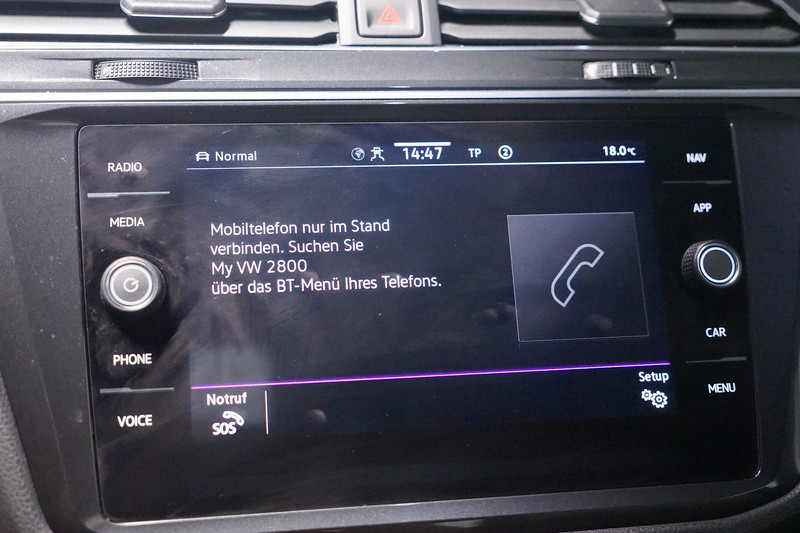 RADIO
MEDIA
PHONE
VOICE
Normal
14:47
TP
2
18.0°C
Mobiltelefon nur im Stand
verbinden. Suchen Sie
My VW 2800
über das BT-Menü Ihres Telefons.
Notruf
SOS
Setup
NAV
APP
CAR
MENU